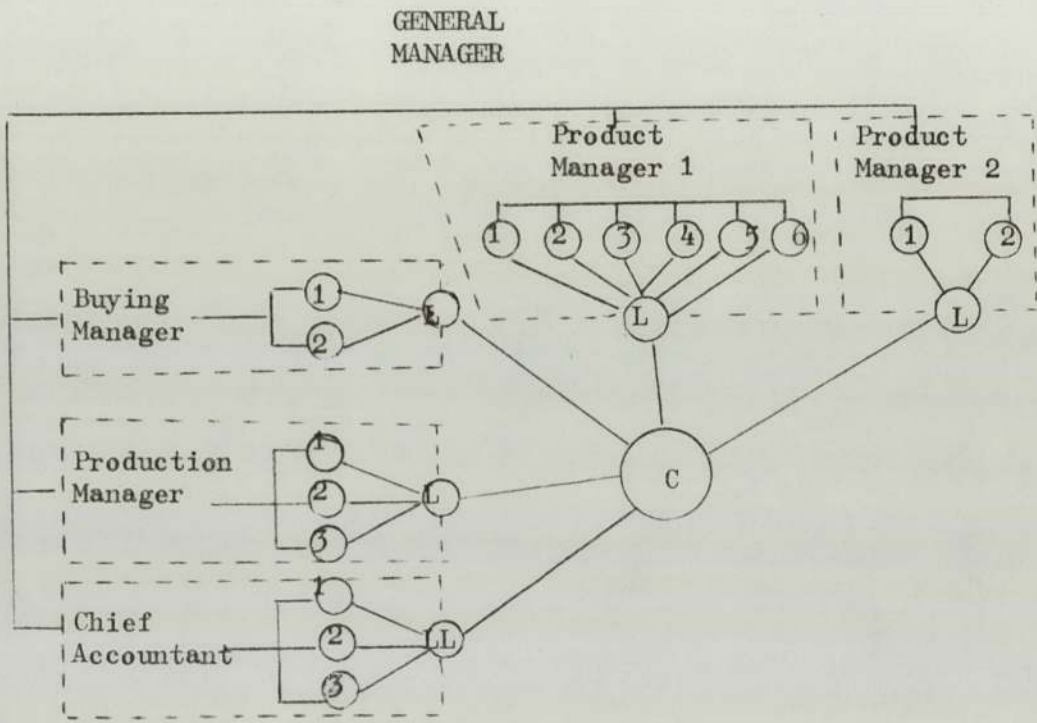 GENERAL
MANAGER
Product
Manager 1
Product
Manager 2
1 2 3 4 5 6
1 2
L
L
Buying
Manager
1
2
L
Production
Manager
1
2
3
L
C
Chief
Accountant
1
2
3
LL